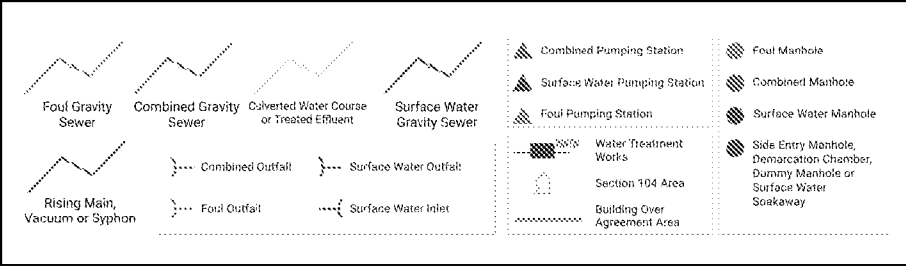 Foul Gravity
Sewer
Combined Gravity
Sewer
Culverted Water Course
or Treated Effluent
Surface Water
Gravity Sewer
Rising Main,
Vacuum or Syphon
Combined Outfall
Foul Outfall
Surface Water Outfall
Surface Water Inlet
Combined Pumping Station
Surface Water Pumping Station
Foul Pumping Station
Water Treatment
Works
Section 104 Area
Building Over
Agreement Area
Foul Manhole
Combined Manhole
Surface Water Manhole
Side Entry Manhole,
Demarcation Chamber,
Dummy Manhole or
Surface Water
Soakaway